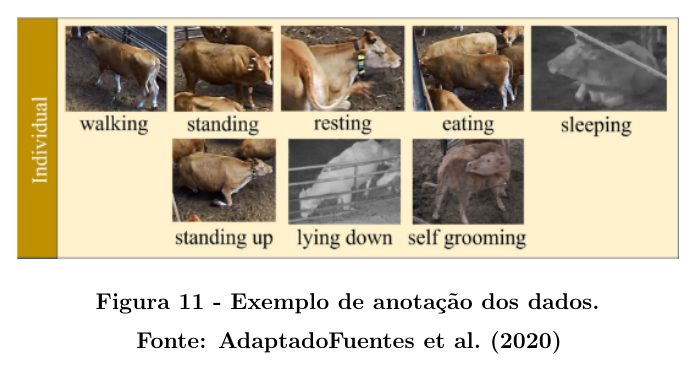 Individual
walking standing resting eating sleeping
standing up lying down self grooming
Figura 11 - Exemplo de anotação dos dados.
Fonte: AdaptadoFuentes et al. (2020)